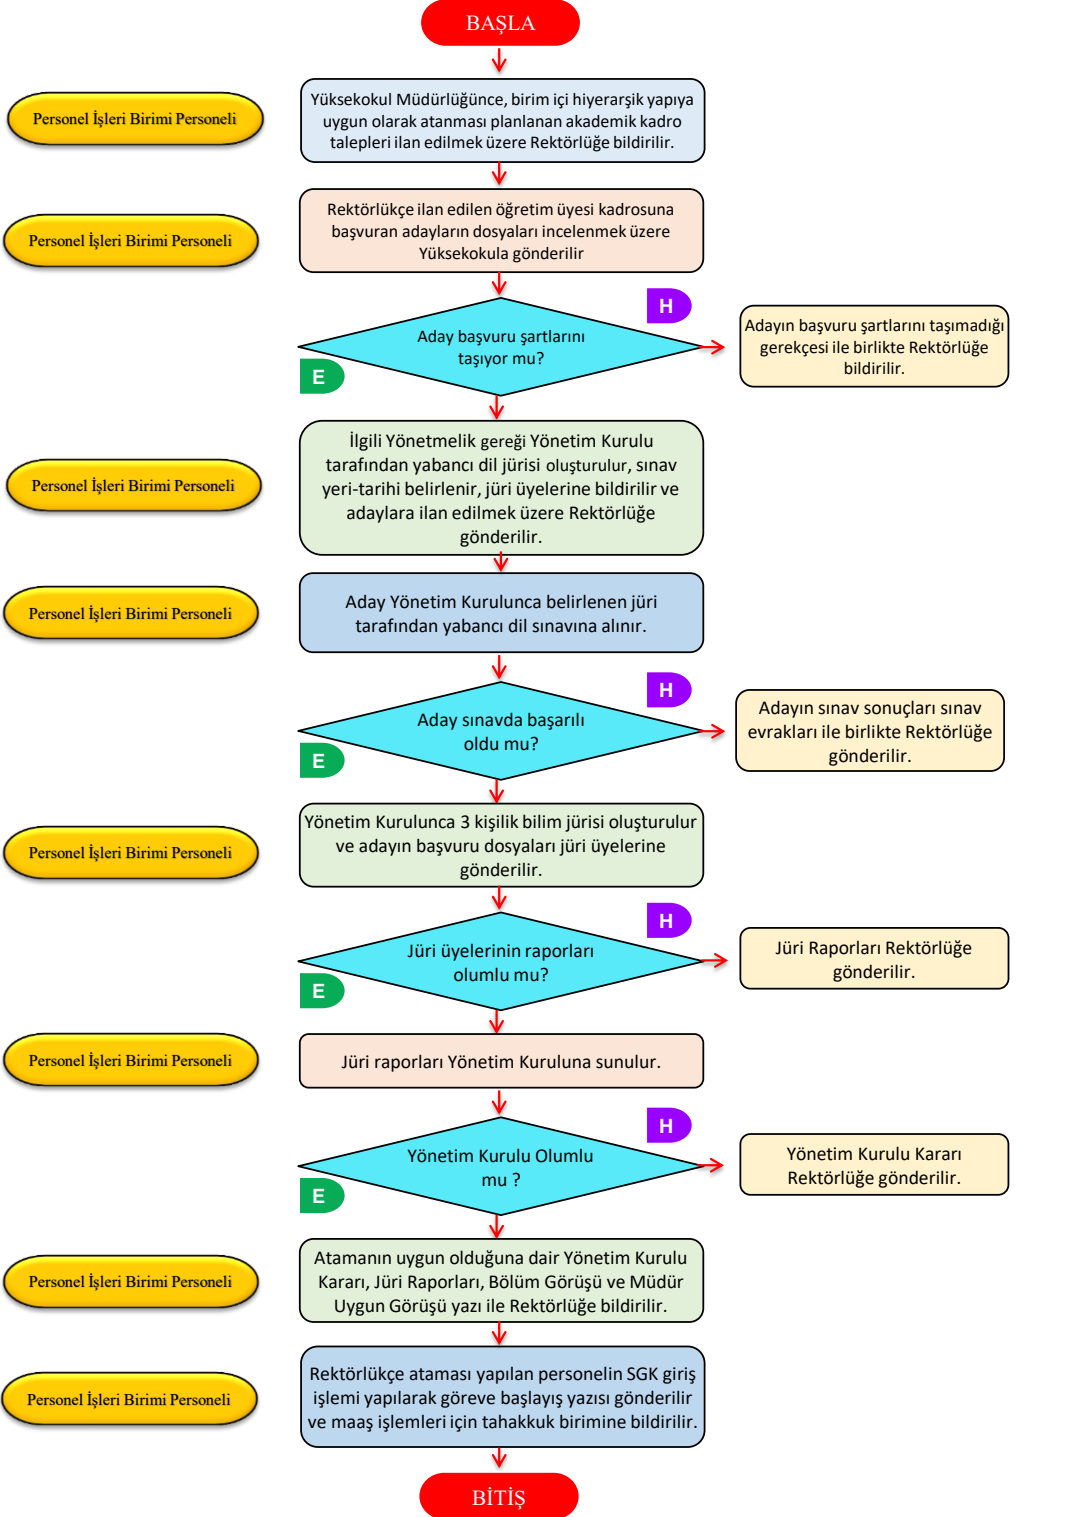 BAŞLA
Personel İşleri Birimi Personeli
Yüksekokul Müdürlüğünce, birim içi hiyerarşik yapıya
uygun olarak atanması planlanan akademik kadro
talepleri ilan edilmek üzere Rektörlüğe bildirilir.
Personel İşleri Birimi Personeli
Rektörlükçe ilan edilen öğretim üyesi kadrosuna
başvuran adayların dosyaları incelenmek üzere
Yüksekokula gönderilir
H
Aday başvuru şartlarını
taşıyor mu?
E
Adayın başvuru şartlarını taşımadığı
gerekçesi ile birlikte Rektörlüğe
bildirilir.
Personel İşleri Birimi Personeli
İlgili Yönetmelik gereği Yönetim Kurulu
tarafından yabancı dil jürisi oluşturulur, sınav
yeri-tarihi belirlenir, jüri üyelerine bildirilir ve
adaylara ilan edilmek üzere Rektörlüğe
gönderilir.
Personel İşleri Birimi Personeli
Aday Yönetim Kurulunca belirlenen jüri
tarafından yabancı dil sınavına alınır.
H
Aday sınavda başarılı
oldu mu?
E
Adayın sınav sonuçları sınav
evrakları ile birlikte Rektörlüğe
gönderilir.
Personel İşleri Birimi Personeli
Yönetim Kurulunca 3 kişilik bilim jürisi oluşturulur
ve adayın başvuru dosyaları jüri üyelerine
gönderilir.
H
Jüri üyelerinin raporları
olumlu mu?
E
Jüri Raporları Rektörlüğe
gönderilir.
Personel İşleri Birimi Personeli
Jüri raporları Yönetim Kuruluna sunulur.
H
Yönetim Kurulu Olumlu
mu ?
E
Yönetim Kurulu Kararı
Rektörlüğe gönderilir.
Personel İşleri Birimi Personeli
Atamanın uygun olduğuna dair Yönetim Kurulu
Kararı, Jüri Raporları, Bölüm Görüşü ve Müdür
Uygun Görüşü yazı ile Rektörlüğe bildirilir.
Personel İşleri Birimi Personeli
Rektörlükçe ataması yapılan personelin SGK giriş
işlemi yapılarak göreve başlayış yazısı gönderilir
ve maaş işlemleri için tahakkuk birimine bildirilir.
BİTİŞ